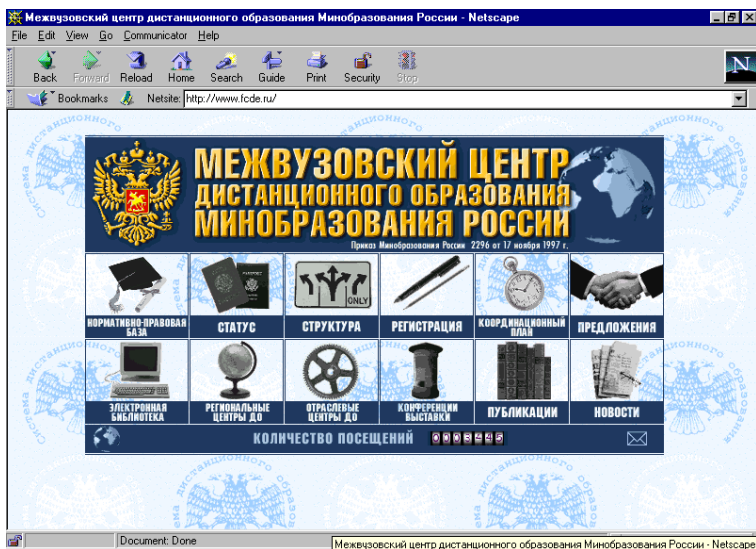 Межвузовский центр дистанционного образования Минобразования России - Netscape
File Edit View Go Communicator Help
Back Forward Reload Home Search Guide Print Security Stop
N
Bookmarks Netsite: http://www.fcde.ru/
МЕЖВУЗОВСКИЙ ЦЕНТР
ДИСТАНЦИОННОГО ОБРАЗОВАНИЯ
МИНОБРАЗОВАНИЯ РОССИИ
Приказ Минобразования России 2296 от 17 ноября 1997 г.
PASSPORT
ONLY
НОРМАТИВНО-ПРАВОВАЯ
БАЗА
СТАТУС
СТРУКТУРА
РЕГИСТРАЦИЯ
КООРДИНАЦИОННЫЙ
ПЛАН
ПРЕДЛОЖЕНИЯ
ЭЛЕКТРОННАЯ
БИБЛИОТЕКА
РЕГИОНАЛЬНЫЕ
ЦЕНТРЫ ДО
ОТРАСЛЕВЫЕ
ЦЕНТРЫ ДО
КОНФЕРЕНЦИИ
ВЫСТАВКИ
ПУБЛИКАЦИИ
НОВОСТИ
КОЛИЧЕСТВО ПОСЕЩЕНИЙ 0003445
Document: Done
Межвузовский центр дистанционного образования Минобразования России - Netscape